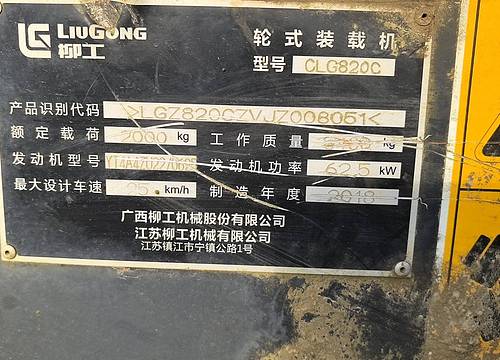 LIUGONG
柳工
轮式装载机
型号 CLG820C
产品识别代码 >LGZ820CZVJZ008051<
额定载荷 2000 kg 工作质量 kg
发动机型号 发动机功率 62.5 kW
最大设计车速 25 km/h 制造年度 2018
广西柳工机械股份有限公司
江苏柳工机械有限公司
江苏镇江市宁镇公路1号